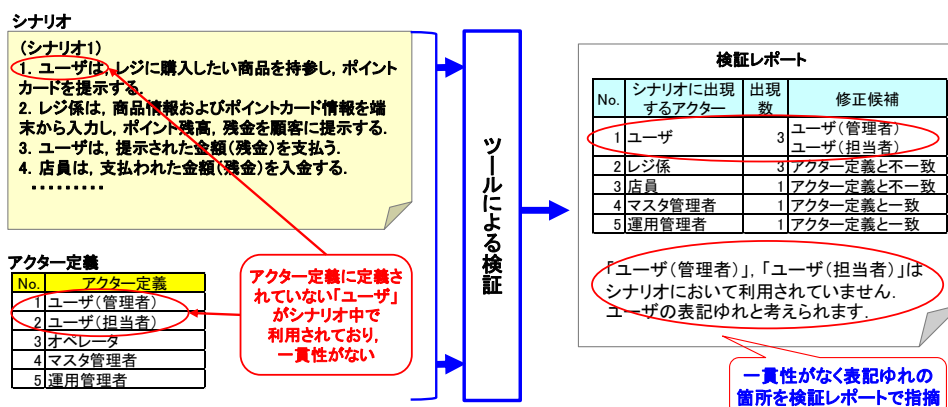 シナリオ
(シナリオ1)
1. ユーザは, レジに購入したい商品を持参し, ポイント
カードを提示する.
2. レジ係は, 商品情報およびポイントカード情報を端
末から入力し, ポイント残高, 残金を顧客に提示する.
3. ユーザは, 提示された金額(残金)を支払う.
4. 店員は, 支払われた金額(残金)を入金する.
………
アクター定義
No. アクター定義
1 ユーザ(管理者)
2 ユーザ(担当者)
3 オペレータ
4 マスタ管理者
5 運用管理者
アクター定義に定義さ
れていない「ユーザ」
がシナリオ中で
利用されており,
一貫性がない
ツールによる検証
検証レポート
No. シナリオに出現するアクター 出現数 修正候補
1 ユーザ 3 ユーザ(管理者)
ユーザ(担当者)
2 レジ係 3 アクター定義と不一致
3 店員 1 アクター定義と不一致
4 マスタ管理者 1 アクター定義と一致
5 運用管理者 1 アクター定義と一致
「ユーザ(管理者)」, 「ユーザ(担当者)」は
シナリオにおいて利用されていません.
ユーザの表記ゆれと考えられます.
一貫性がなく表記ゆれの
箇所を検証レポートで指摘